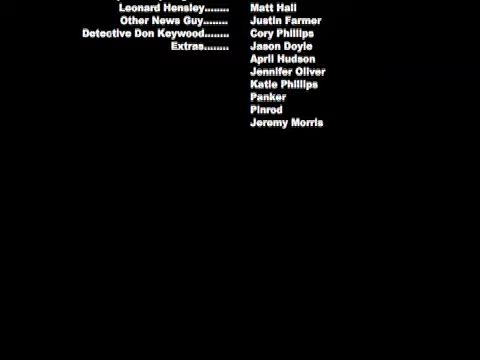 Leonard Hensley........ Matt Hall
Other News Guy........ Justin Farmer
Detective Don Keywood........ Cory Phillips
Extras........ Jason Doyle
April Hudson
Jennifer Oliver
Katie Phillips
Panker
Pinrod
Jeremy Morris